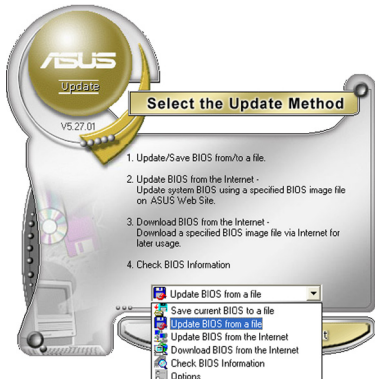 ASUS
Update
V5.27.01
Select the Update Method
1. Update/Save BIOS from/to a file.
2. Update BIOS from the Internet -
Update system BIOS using a specified BIOS image file
on ASUS Web Site.
3. Download BIOS from the Internet -
Download a specified BIOS image file via Internet for
later usage.
4. Check BIOS Information
Update BIOS from a file
Save current BIOS to a file
Update BIOS from a file
Update BIOS from the Internet
Download BIOS from the Internet
Check BIOS Information
Options